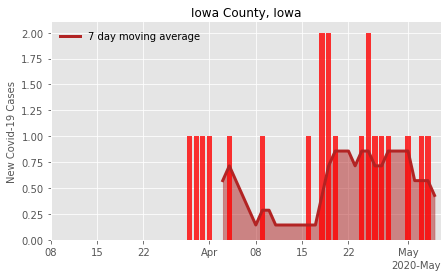 Iowa County, Iowa
7 day moving average
New Covid-19 Cases
2.00
1.75
1.50
1.25
1.00
0.75
0.50
0.25
0.00
08 15 22 Apr 08 15 22 May
2020-May